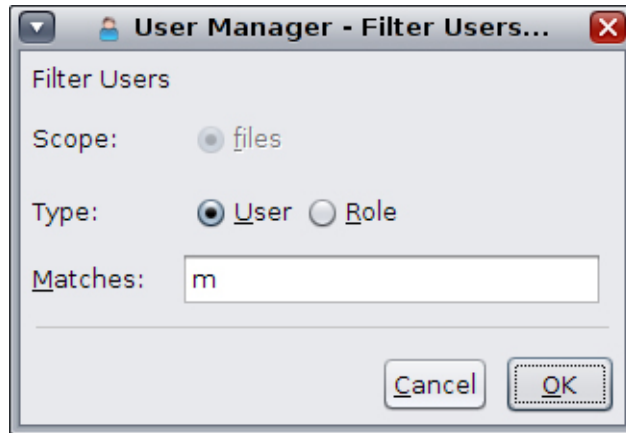 User Manager - Filter Users...
Filter Users
Scope: files
Type: User Role
Matches: m
Cancel OK